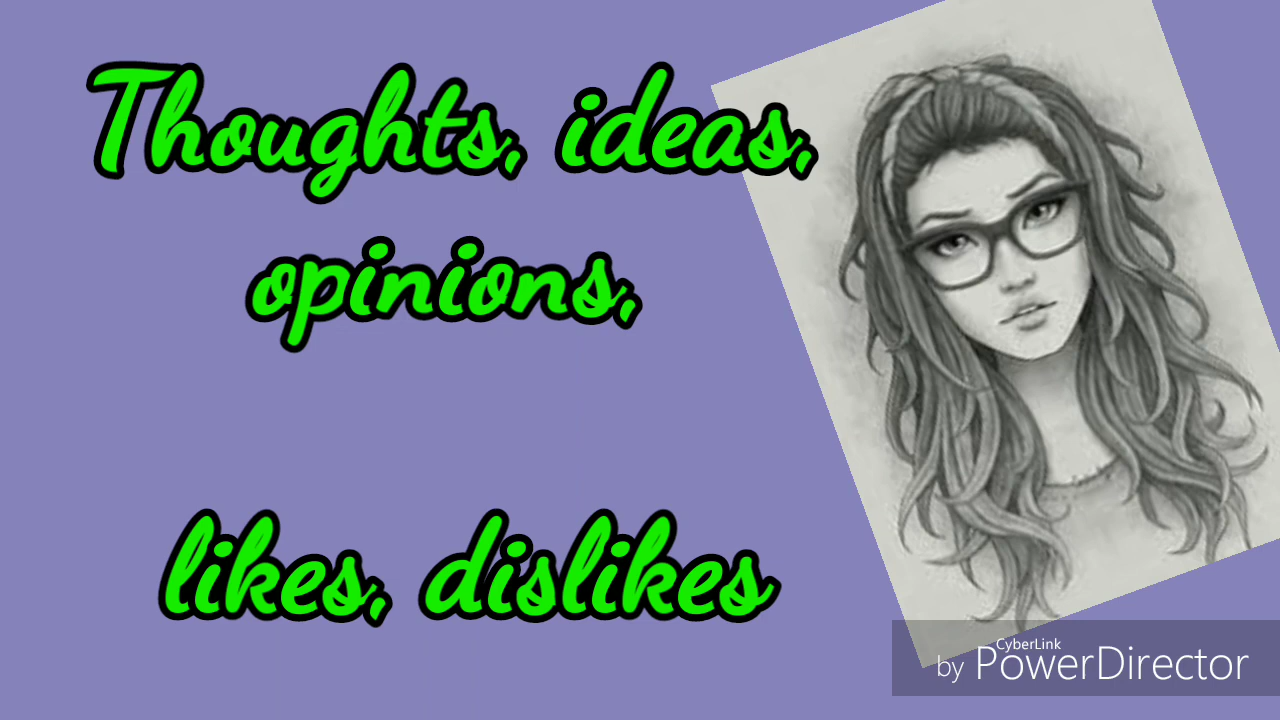 Thoughts, ideas,
opinions,
likes, dislikes
CyberLink
by PowerDirector